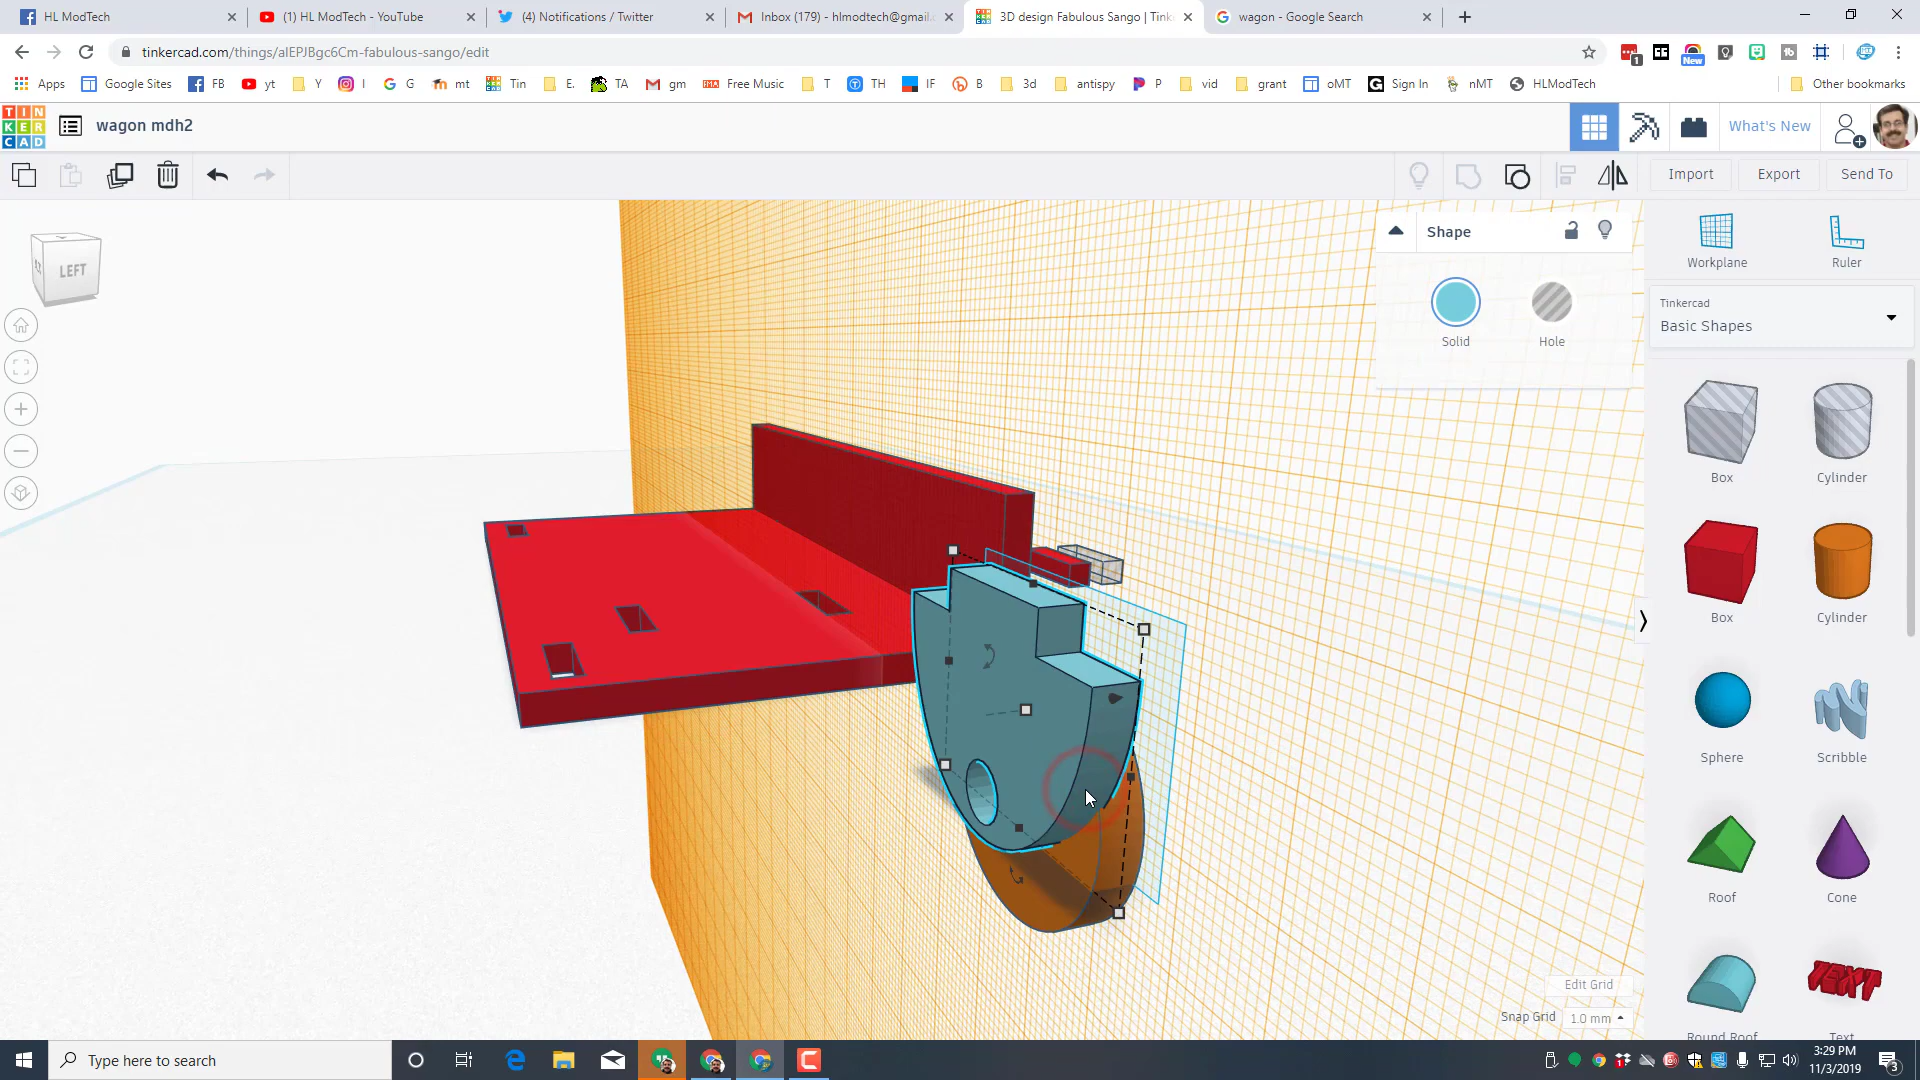 HL ModTech
(1) HL ModTech - YouTube
(4) Notifications / Twitter
Inbox (179) - hlmodtech@gmail.c
3D design Fabulous Sango | Tink
wagon - Google Search
tinkercad.com/things/alEPJBgc6Cm-fabulous-sango/edit
1
New
Apps
Google Sites
FB
yt
Y
I
G
mt
Tin
E.
TA
gm
Free Music
T
TH
IF
B
3d
antispy
P
vid
grant
oMT
Sign In
nMT
HLModTech
Other bookmarks
TIN
KER
CAD
wagon mdh2
What's New
Import
Export
Send To
LEFT
Shape
Solid
Hole
Workplane
Ruler
Tinkercad
Basic Shapes
Box
Cylinder
Box
Cylinder
Sphere
Scribble
Roof
Cone
TEXT
Round Roof
Text
Edit Grid
Snap Grid
1.0 mm
Type here to search
3:29 PM
11/3/2019
3